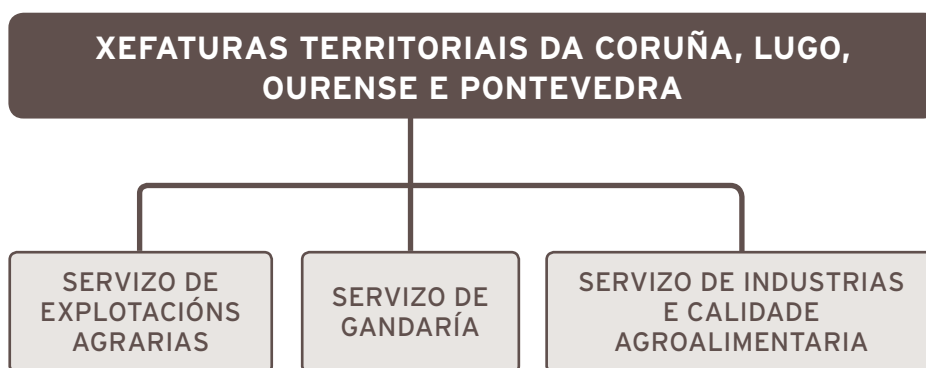 XEFATURAS TERRITORIAIS DA CORUÑA, LUGO,
OURENSE E PONTEVEDRA
SERVIZO DE
EXPLOTACIÓNS
AGRARIAS
SERVIZO DE
GANDARÍA
SERVIZO DE INDUSTRIAS
E CALIDADE
AGROALIMENTARIA